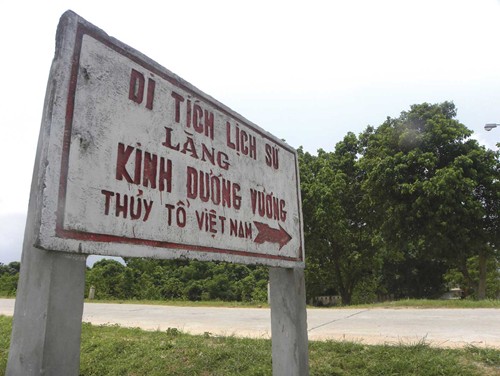 DI TÍCH LỊCH SỬ
LĂNG
KINH DƯƠNG VƯƠNG
THỦY TỔ VIỆT NAM